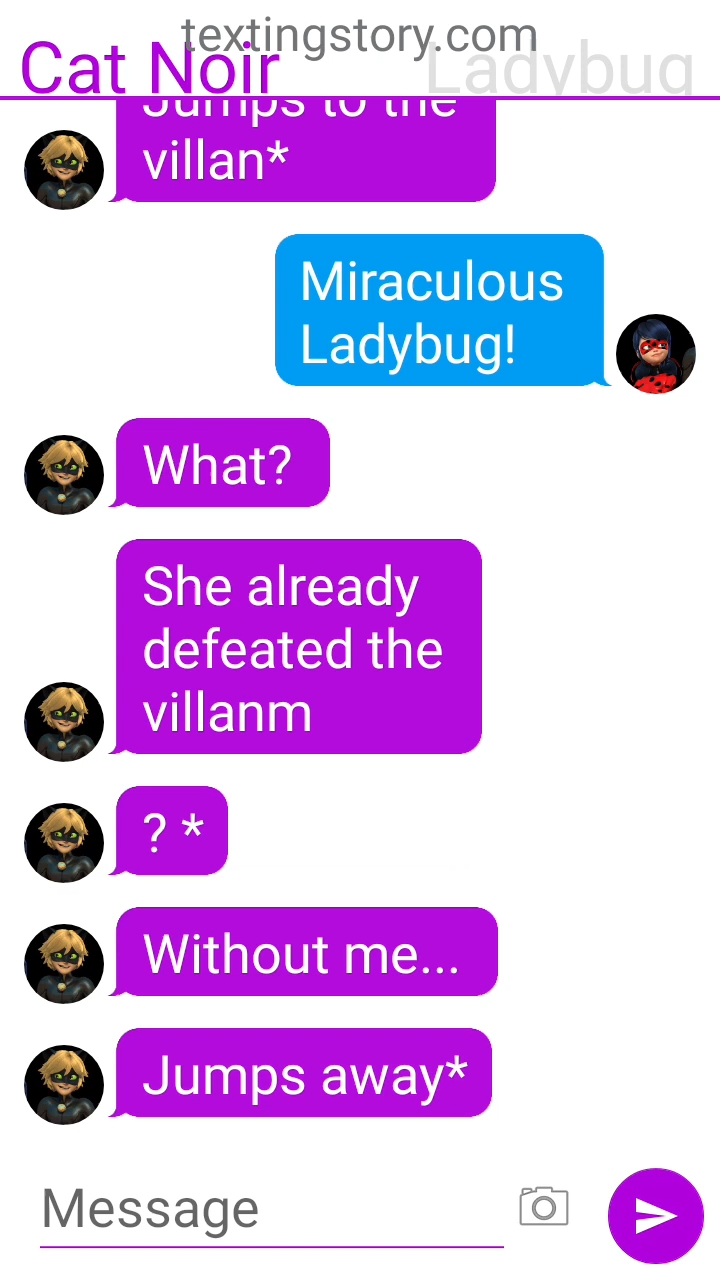 textingstory.com
Cat Noir
Ladybug
Jumps to the
villan*
Miraculous
Ladybug!
What?
She already
defeated the
villanm
? *
Without me...
Jumps away*
Message